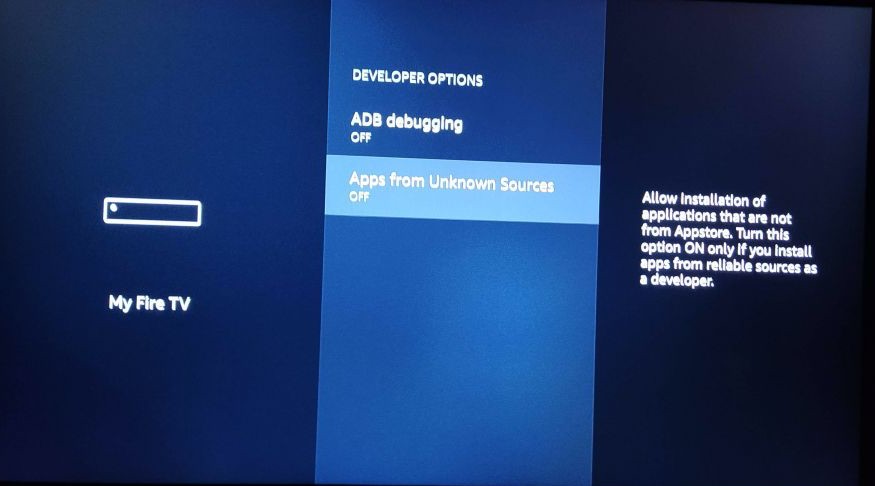 DEVELOPER OPTIONS
ADB debugging
OFF
Apps from Unknown Sources
OFF
My Fire TV
Allow installation of
applications that are not
from Appstore. Turn this
option ON only if you install
apps from reliable sources as
a developer.